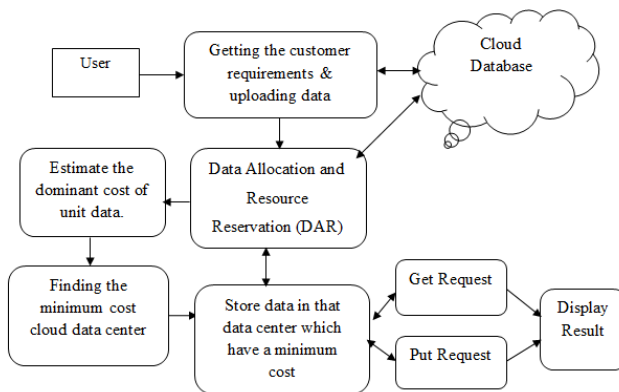 User
Getting the customer
requirements &
uploading data
Cloud
Database
Estimate the
dominant cost of
unit data.
Data Allocation and
Resource
Reservation (DAR)
Finding the
minimum cost
cloud data center
Store data in that
data center which
have a minimum
cost
Get Request
Put Request
Display
Result